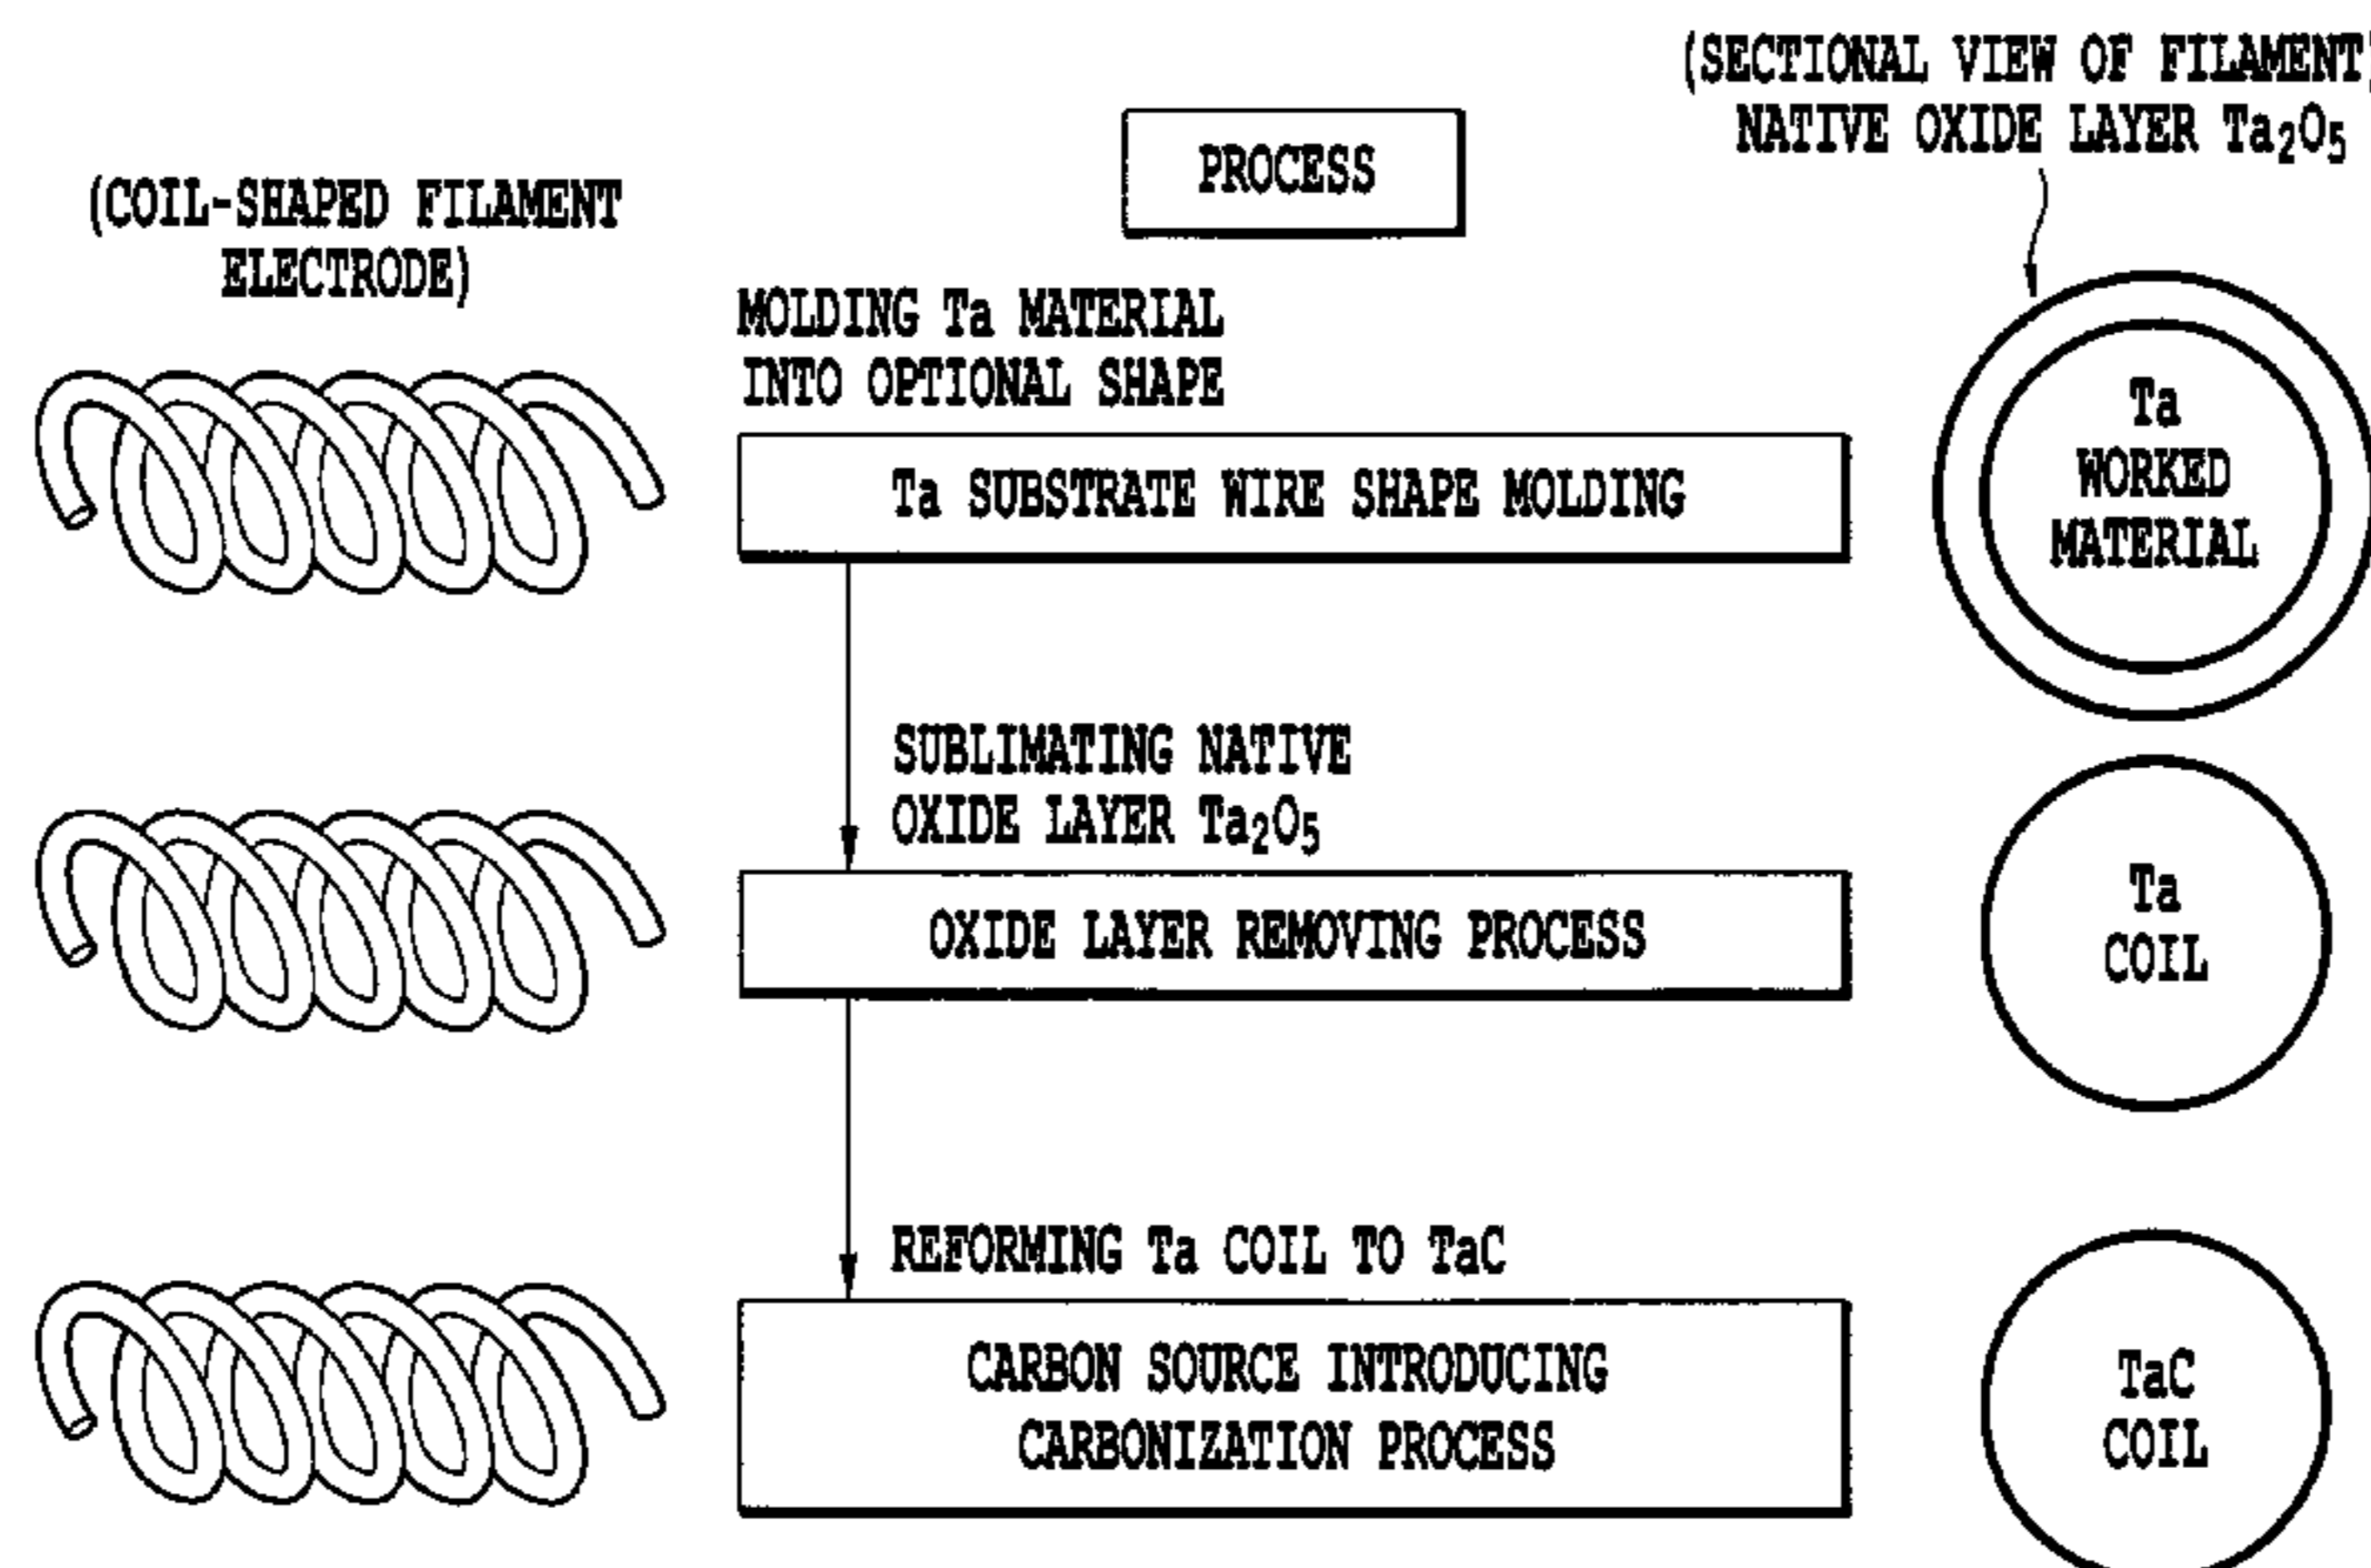 (SECTIONAL VIEW OF FILAMENT)
NATIVE OXIDE LAYER Ta₂O₅
PROCESS
(COIL-SHAPED FILAMENT
ELECTRODE)
MOLDING Ta MATERIAL
INTO OPTIONAL SHAPE
Ta SUBSTRATE WIRE SHAPE MOLDING
Ta
WORKED
MATERIAL
SUBLIMATING NATIVE
OXIDE LAYER Ta₂O₅
OXIDE LAYER REMOVING PROCESS
Ta
COIL
REFORMING Ta COIL TO TaC
CARBON SOURCE INTRODUCING
CARBONIZATION PROCESS
TaC
COIL